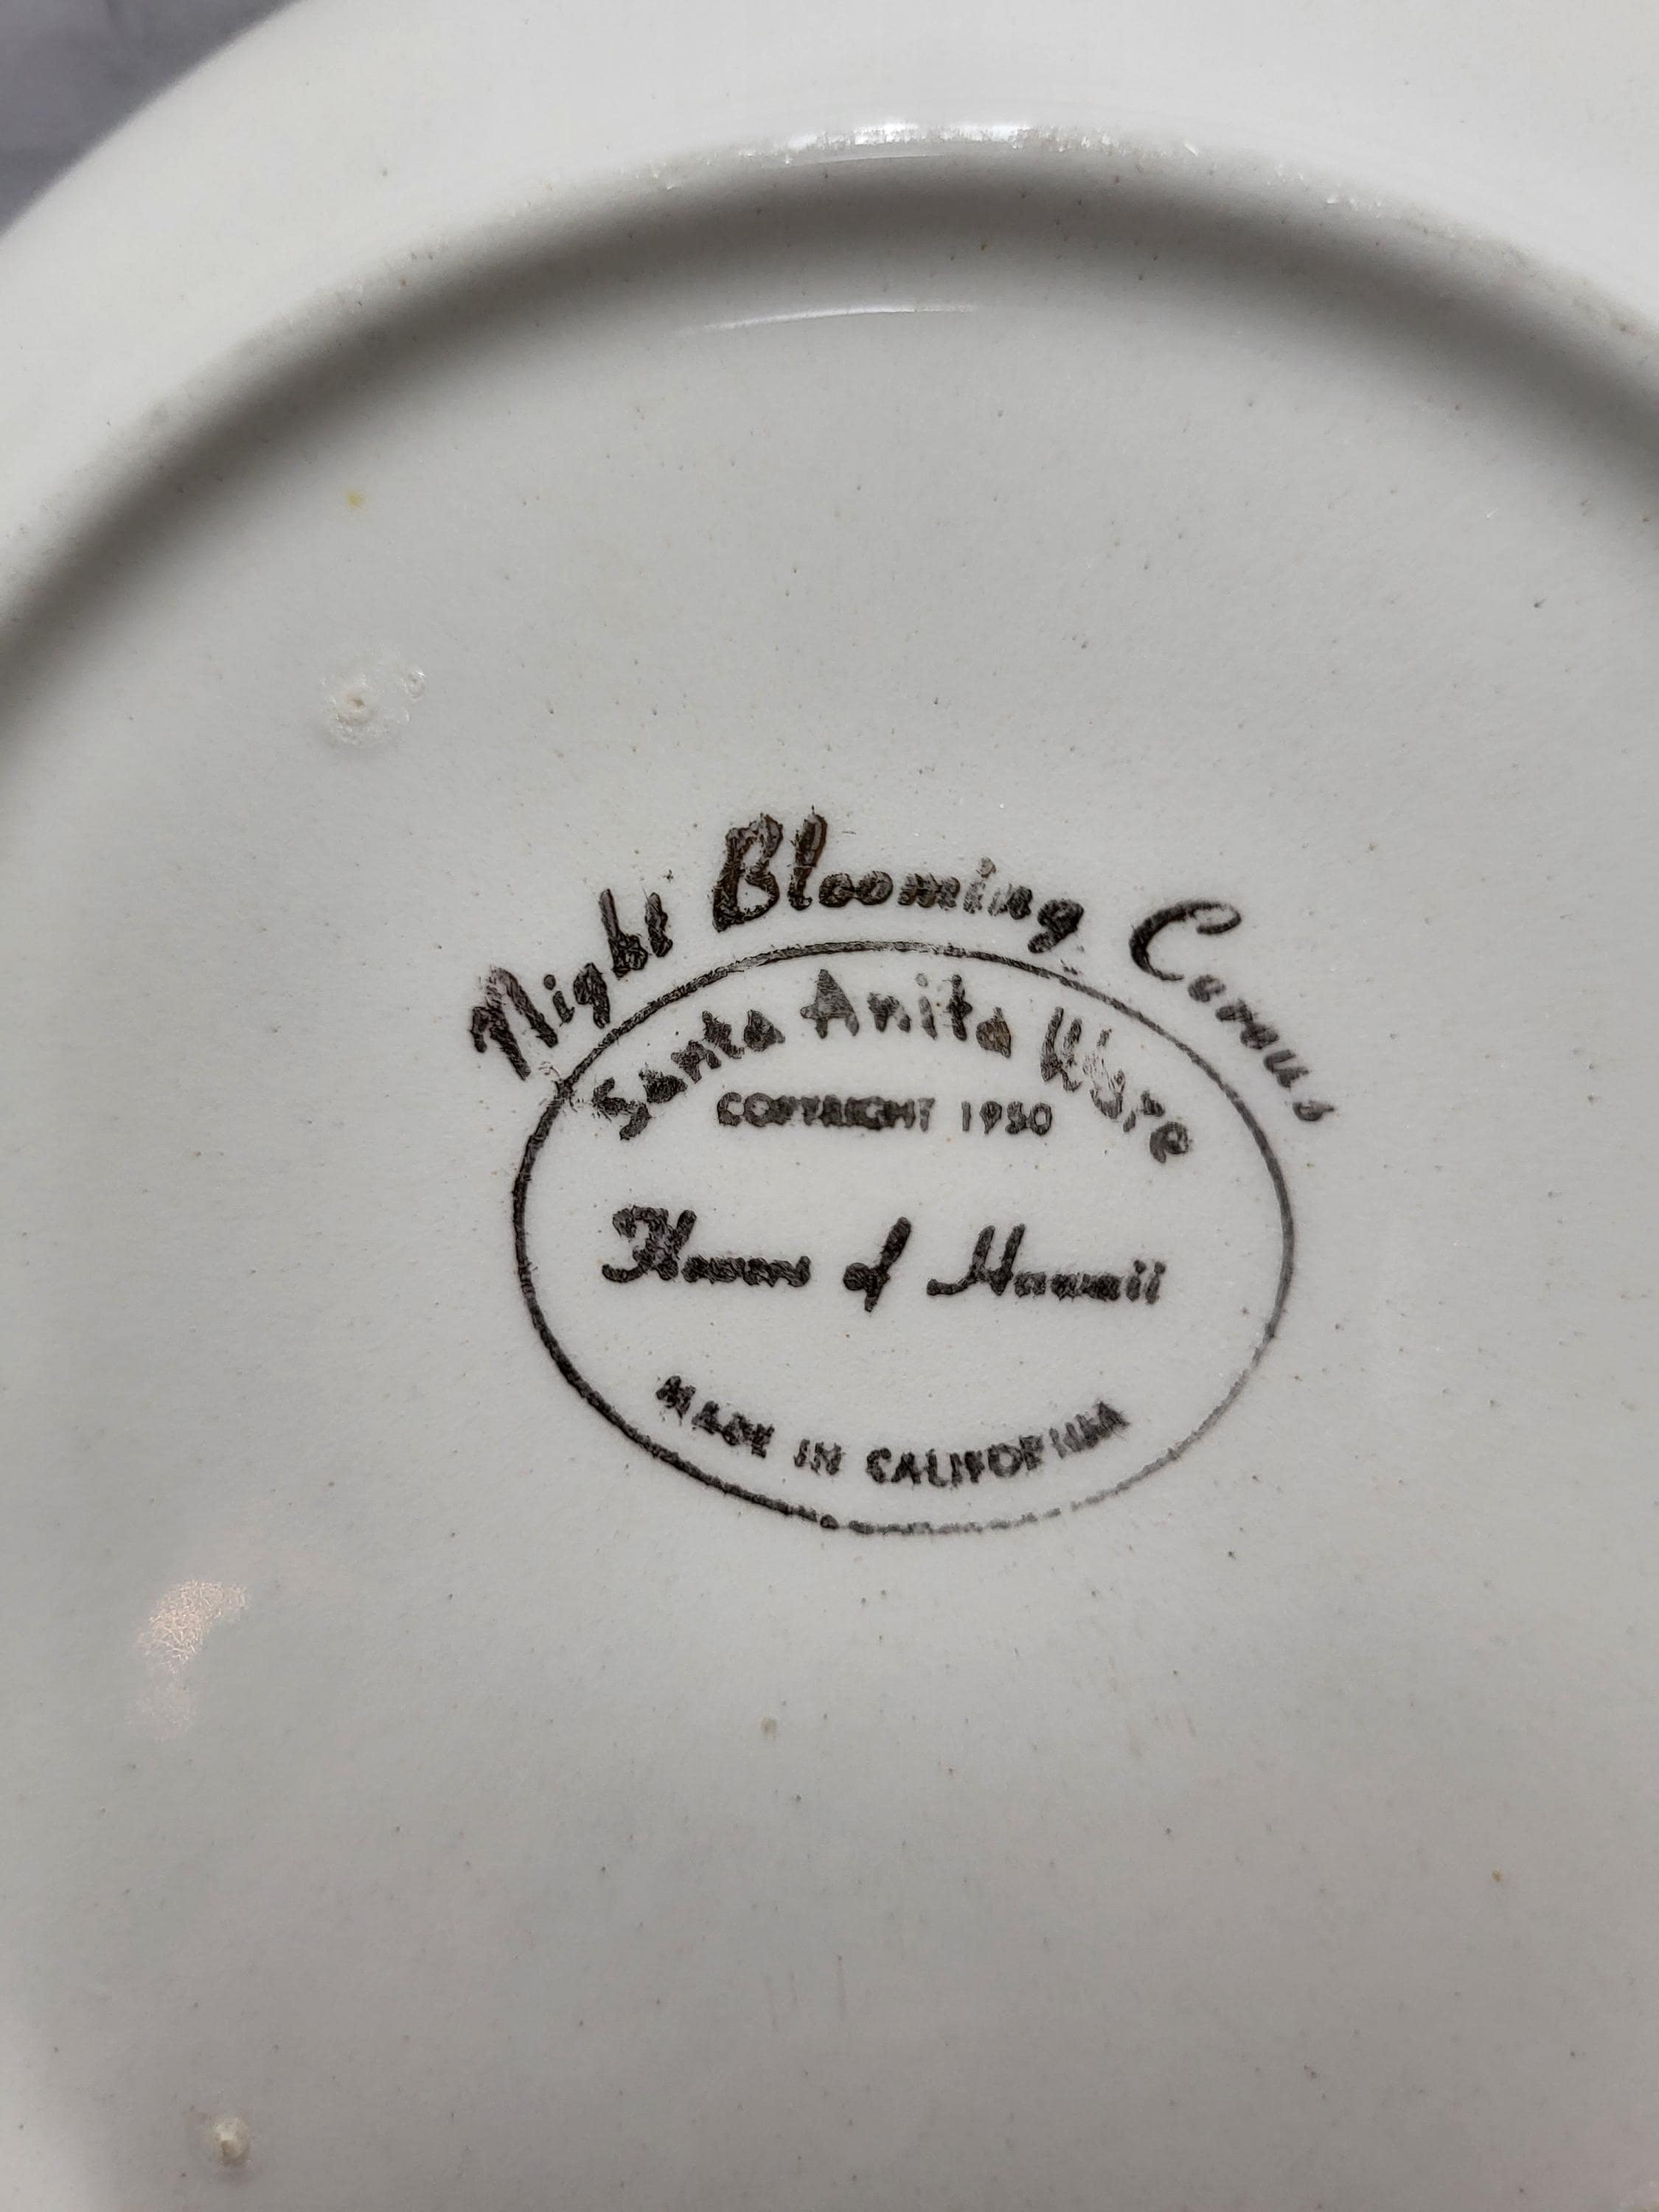 Night Blooming Cereus
Santa Anita Ware
COPYRIGHT 1950
Flowers of Hawaii
MADE IN CALIFORNIA